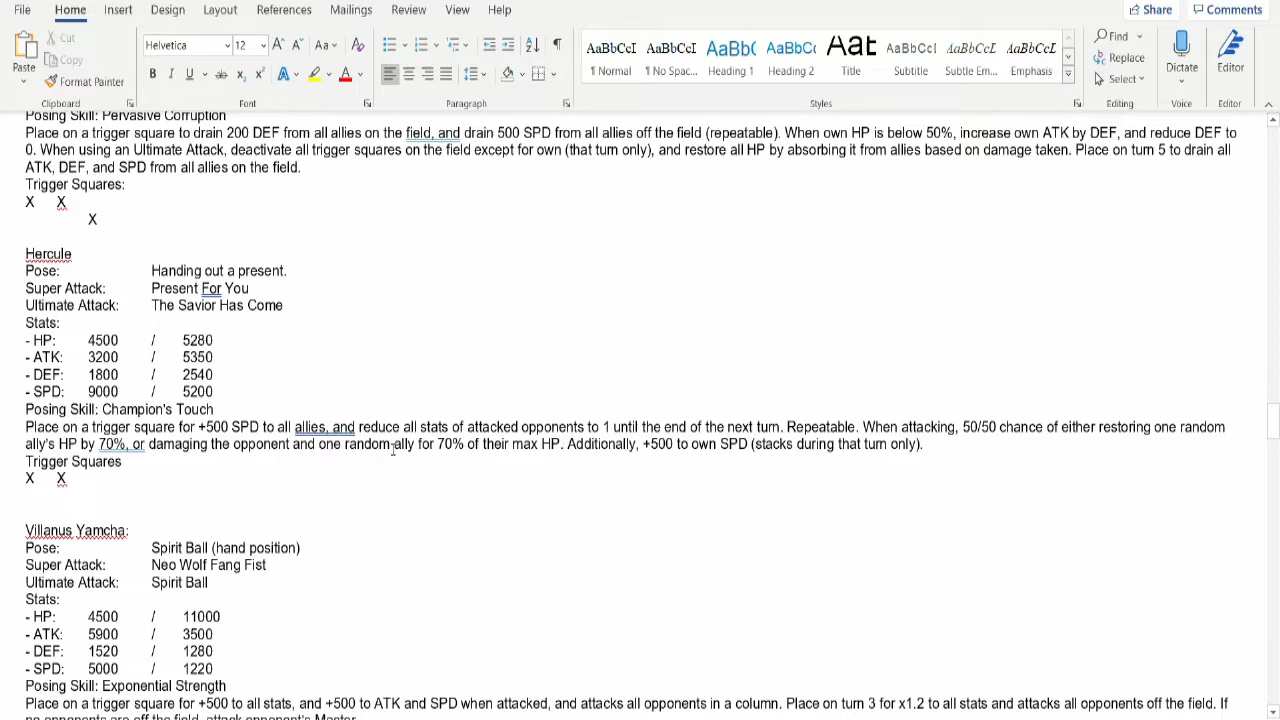 File Home Insert Design Layout References Mailings Review View Help Share Comments
Cut
Copy
Paste
Format Painter
Helvetica 12 Aa
B I U ab x₂ x² A A
AaBbCcI AaBbCcI AaBb( AaBbC( Aat AaBbCcI AaBbCcI AaBbCcI
¶ Normal ¶ No Spac... Heading 1 Heading 2 Title Subtitle Subtle Em... Emphasis
Find
Replace
Select
Dictate Editor
Clipboard Font Paragraph Styles Editing Voice Editor
Posing Skill: Pervasive Corruption
Place on a trigger square to drain 200 DEF from all allies on the field, and drain 500 SPD from all allies off the field (repeatable). When own HP is below 50%, increase own ATK by DEF, and reduce DEF to
0. When using an Ultimate Attack, deactivate all trigger squares on the field except for own (that turn only), and restore all HP by absorbing it from allies based on damage taken. Place on turn 5 to drain all
ATK, DEF, and SPD from all allies on the field.
Trigger Squares:
X X
X
Hercule
Pose: Handing out a present.
Super Attack: Present For You
Ultimate Attack: The Savior Has Come
Stats:
- HP: 4500 / 5280
- ATK: 3200 / 5350
- DEF: 1800 / 2540
- SPD: 9000 / 5200
Posing Skill: Champion's Touch
Place on a trigger square for +500 SPD to all allies, and reduce all stats of attacked opponents to 1 until the end of the next turn. Repeatable. When attacking, 50/50 chance of either restoring one random
ally's HP by 70%, or damaging the opponent and one random ally for 70% of their max HP. Additionally, +500 to own SPD (stacks during that turn only).
Trigger Squares
X X
Villanus Yamcha:
Pose: Spirit Ball (hand position)
Super Attack: Neo Wolf Fang Fist
Ultimate Attack: Spirit Ball
Stats:
- HP: 4500 / 11000
- ATK: 5900 / 3500
- DEF: 1520 / 1280
- SPD: 5000 / 1220
Posing Skill: Exponential Strength
Place on a trigger square for +500 to all stats, and +500 to ATK and SPD when attacked, and attacks all opponents in a column. Place on turn 3 for x1.2 to all stats and attacks all opponents off the field. If
no opponents are off the field, attack opponent's Master